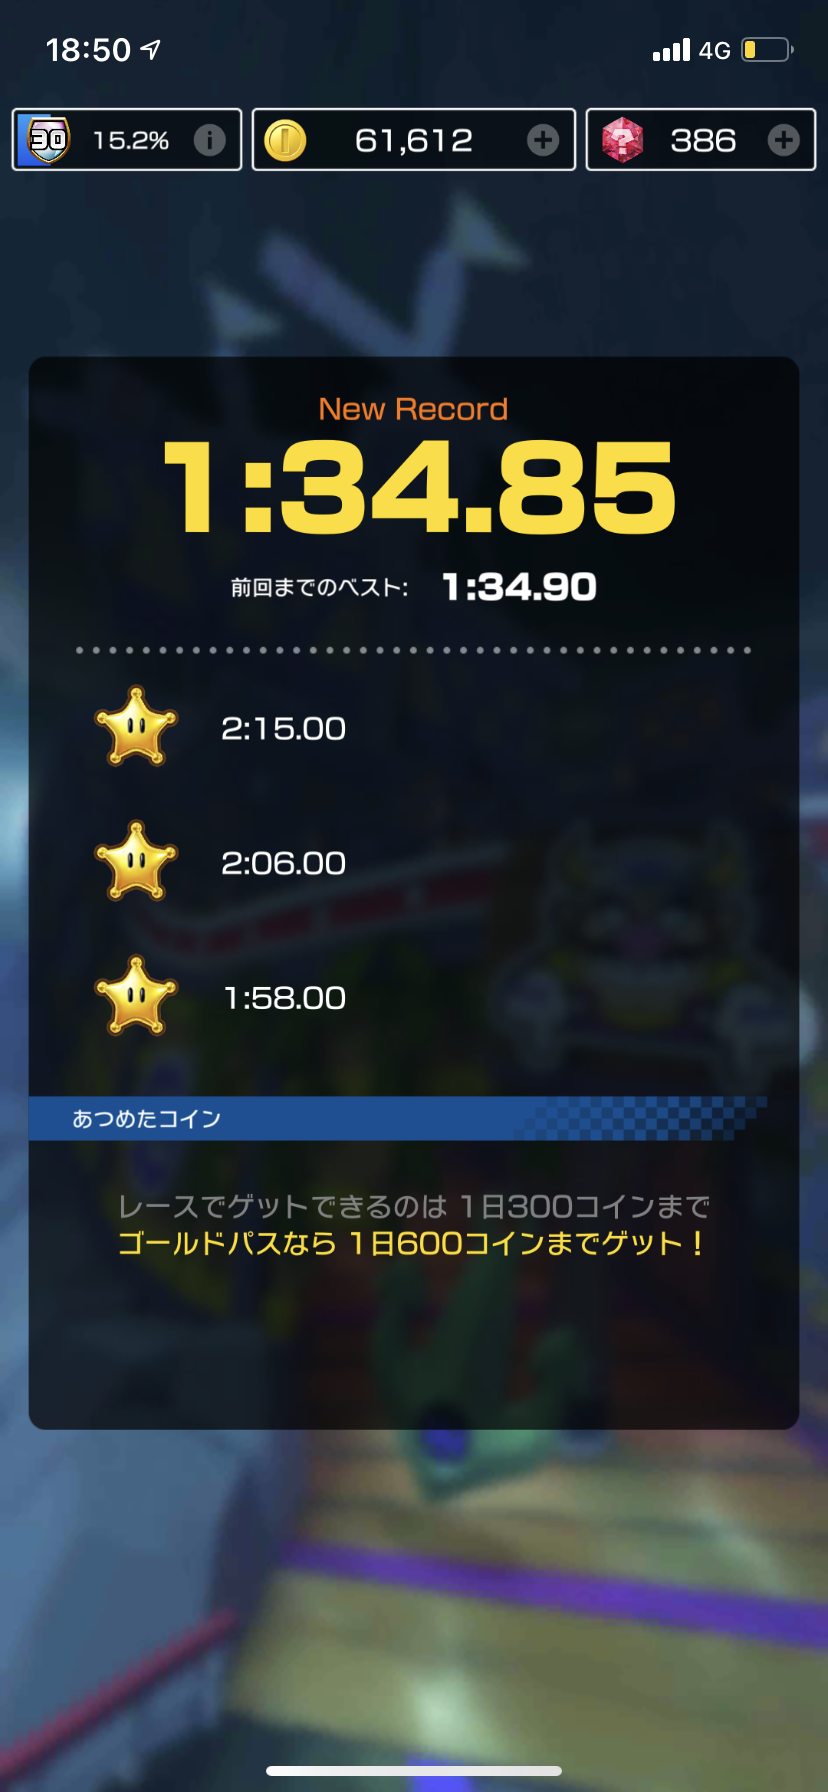 18:50 4G
30 15.2% i 61,612 + ? 386 +
New Record
1:34.85
前回までのベスト: 1:34.90
2:15.00
2:06.00
1:58.00
あつめたコイン
レースでゲットできるのは 1日300コインまで
ゴールドパスなら 1日600コインまでゲット！